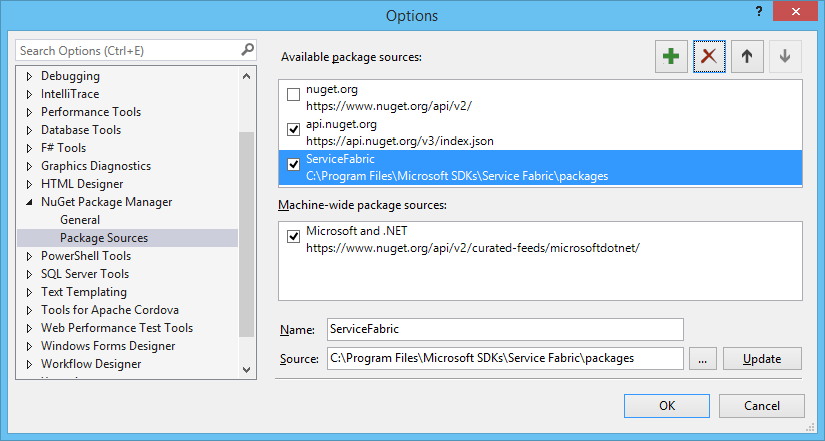 Options
?
Search Options (Ctrl+E)
Debugging
IntelliTrace
Performance Tools
Database Tools
F# Tools
Graphics Diagnostics
HTML Designer
NuGet Package Manager
General
Package Sources
PowerShell Tools
SQL Server Tools
Text Templating
Tools for Apache Cordova
Web Performance Test Tools
Windows Forms Designer
Workflow Designer
Available package sources:
nuget.org
https://www.nuget.org/api/v2/
api.nuget.org
https://api.nuget.org/v3/index.json
ServiceFabric
C:\Program Files\Microsoft SDKs\Service Fabric\packages
Machine-wide package sources:
Microsoft and .NET
https://www.nuget.org/api/v2/curated-feeds/microsoftdotnet/
Name: ServiceFabric
Source: C:\Program Files\Microsoft SDKs\Service Fabric\packages ... Update
OK Cancel